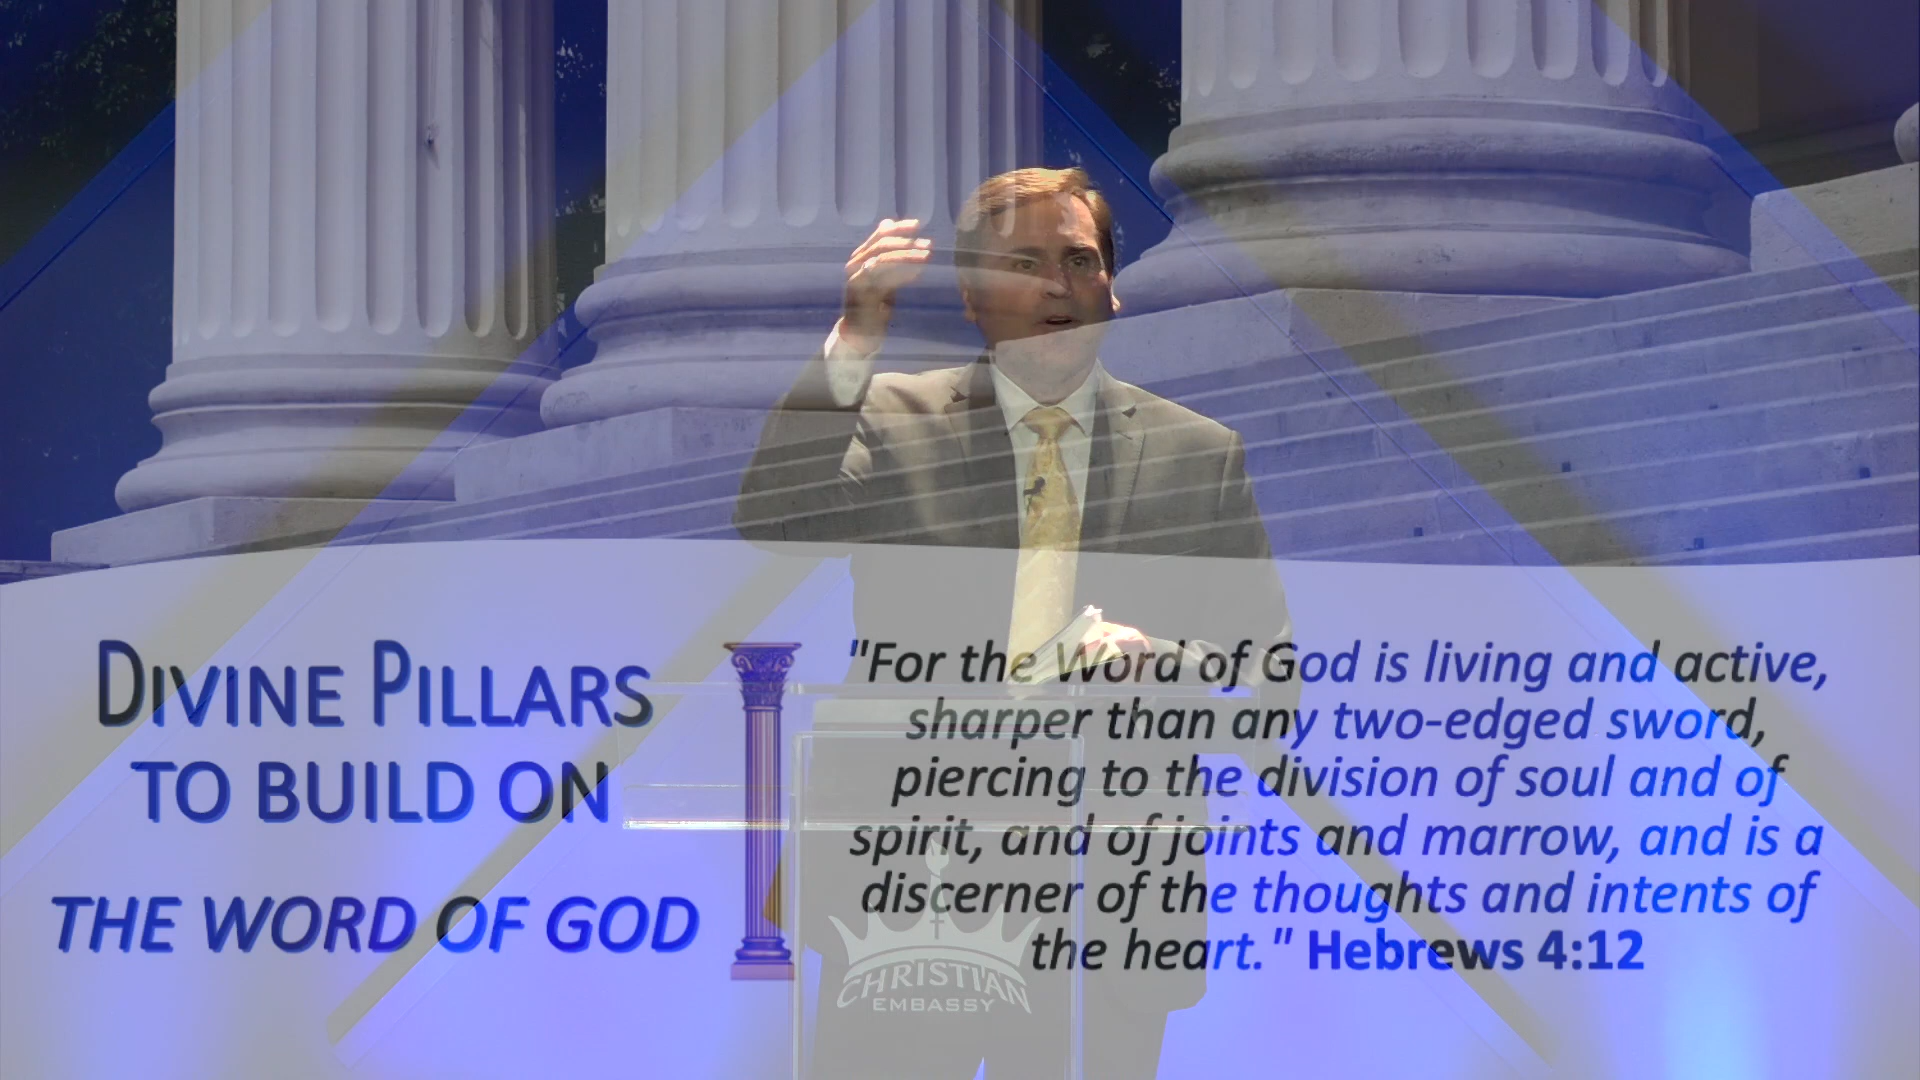 DIVINE PILLARS
TO BUILD ON
THE WORD OF GOD
"For the Word of God is living and active,
sharper than any two-edged sword,
piercing to the division of soul and of
spirit, and of joints and marrow, and is a
discerner of the thoughts and intents of
the heart." Hebrews 4:12
CHRISTIAN
EMBASSY